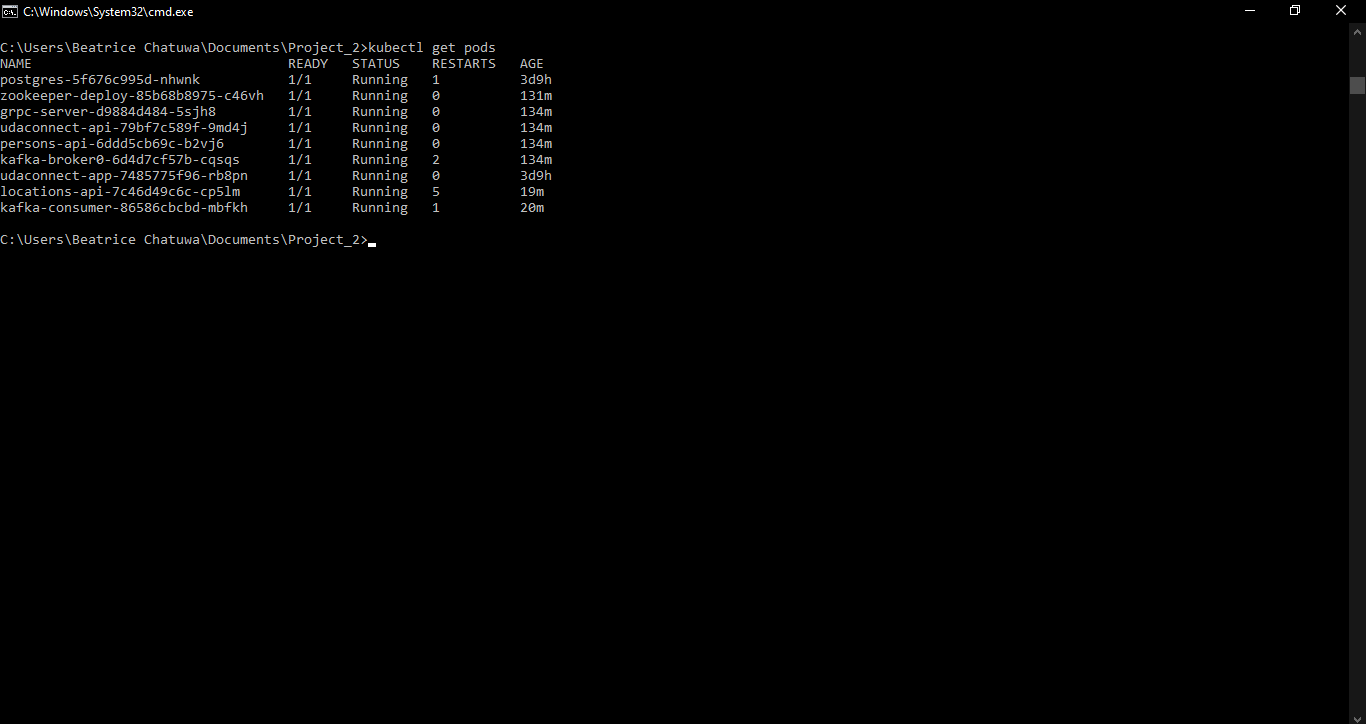 C:\Windows\System32\cmd.exe
C:\Users\Beatrice Chatuwa\Documents\Project_2>kubectl get pods
NAME                                READY   STATUS    RESTARTS   AGE
postgres-5f676c995d-nhwnk           1/1     Running   1          3d9h
zookeeper-deploy-85b68b8975-c46vh   1/1     Running   0          131m
grpc-server-d9884d484-5sjh8         1/1     Running   0          134m
udaconnect-api-79bf7c589f-9md4j     1/1     Running   0          134m
persons-api-6ddd5cb69c-b2vj6        1/1     Running   0          134m
kafka-broker0-6d4d7cf57b-cqsqs      1/1     Running   2          134m
udaconnect-app-7485775f96-rb8pn     1/1     Running   0          3d9h
locations-api-7c46d49c6c-cp5lm      1/1     Running   5          19m
kafka-consumer-86586cbcbd-mbfkh     1/1     Running   1          20m
C:\Users\Beatrice Chatuwa\Documents\Project_2>